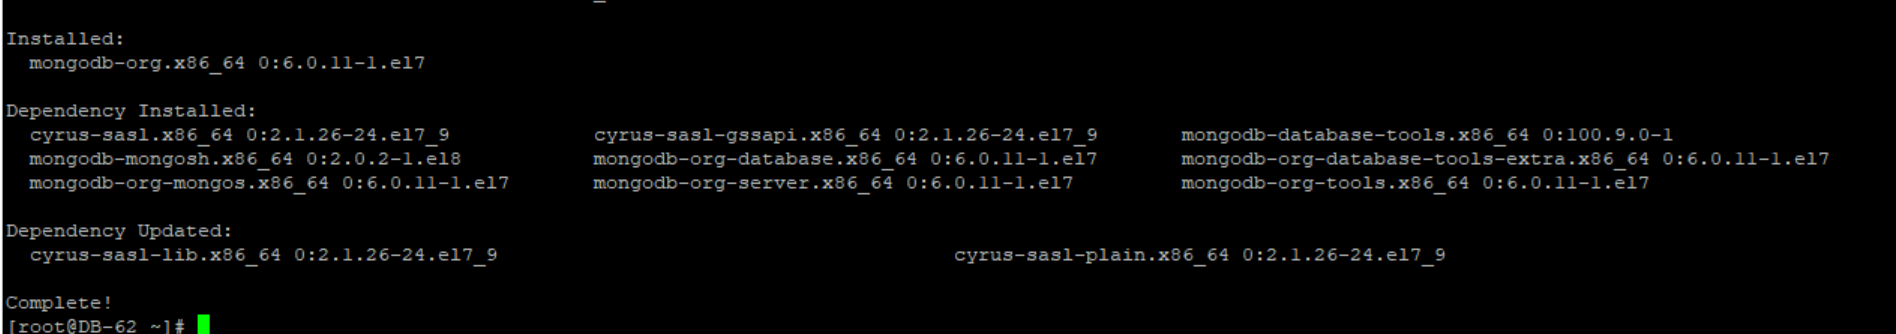 Installed:
mongodb-org.x86_64 0:6.0.11-1.el7
Dependency Installed:
cyrus-sasl.x86_64 0:2.1.26-24.el7_9 cyrus-sasl-gssapi.x86_64 0:2.1.26-24.el7_9 mongodb-database-tools.x86_64 0:100.9.0-1
mongodb-mongosh.x86_64 0:2.0.2-1.el8 mongodb-org-database.x86_64 0:6.0.11-1.el7 mongodb-org-database-tools-extra.x86_64 0:6.0.11-1.el7
mongodb-org-mongos.x86_64 0:6.0.11-1.el7 mongodb-org-server.x86_64 0:6.0.11-1.el7 mongodb-org-tools.x86_64 0:6.0.11-1.el7
Dependency Updated:
cyrus-sasl-lib.x86_64 0:2.1.26-24.el7_9 cyrus-sasl-plain.x86_64 0:2.1.26-24.el7_9
Complete!
[root@DB-62 ~]#